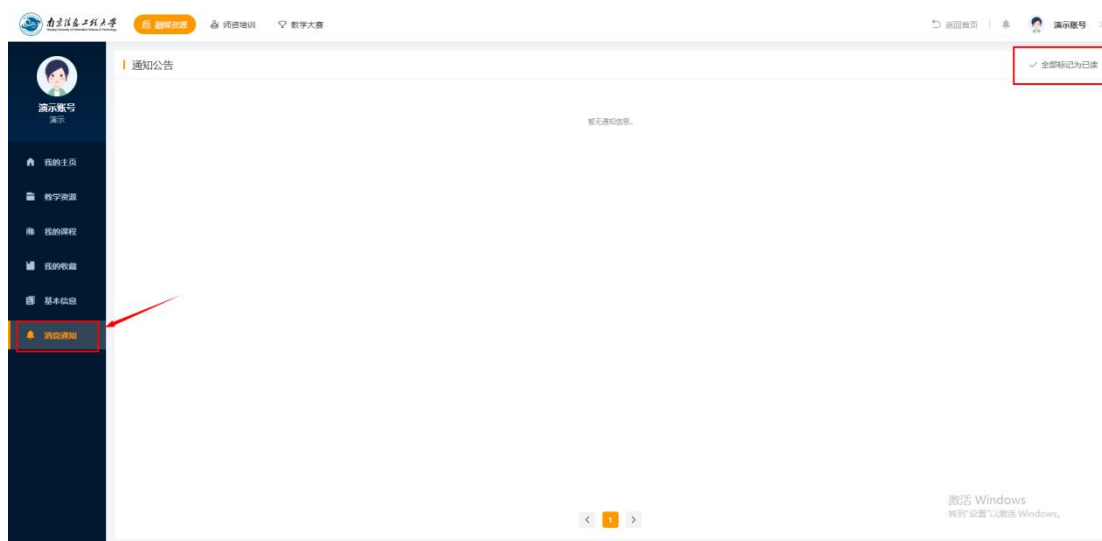 南京信息工程大学
融媒资源
师资培训
教学大赛
返回首页
演示账号
演示账号
演示
通知公告
全部标记为已读
暂无通知信息..
我的主页
教学资源
我的课程
我的收藏
基本信息
消息通知
1
激活 Windows
转到"设置"以激活 Windows。